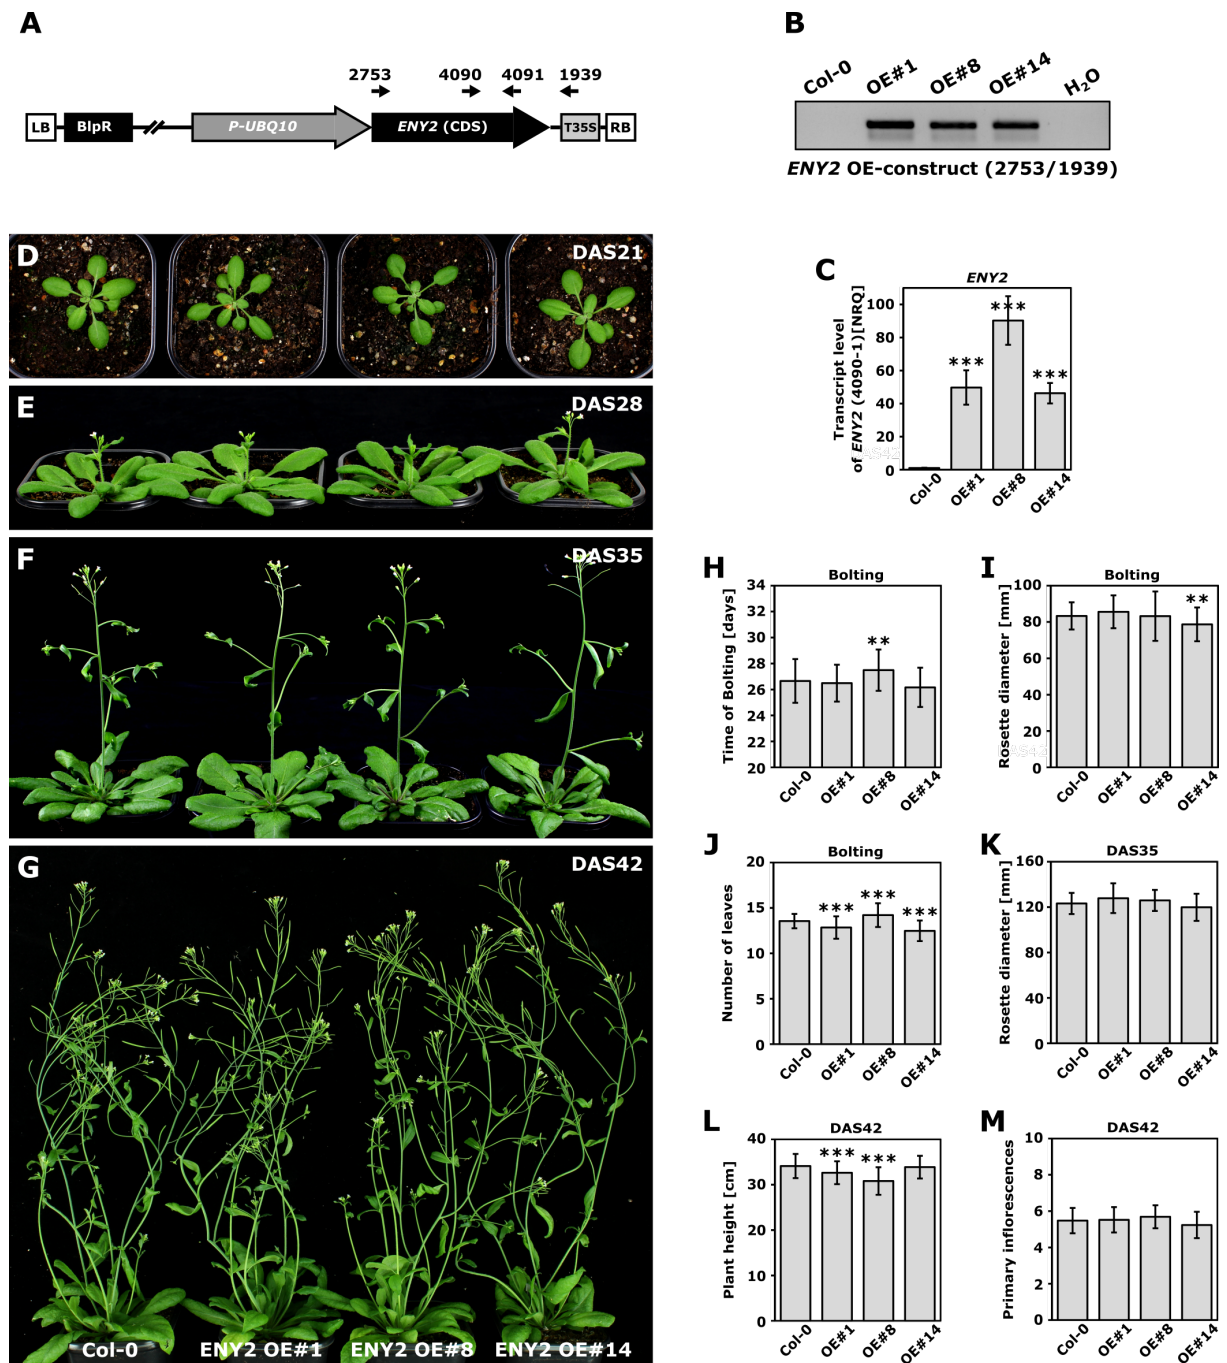 A
2753 4090 4091 1939
LB BlpR P-UBQ10 ENY2 (CDS) T35S RB
B
Col-0 OE#1 OE#8 OE#14 H₂O
ENY2 OE-construct (2753/1939)
C
ENY2
Transcript level
of ENY2 (4090-1)[NRQ]
100
80
60
40
20
0
*** *** ***
Col-0 OE#1 OE#8 OE#14
DAS42
D DAS21
E DAS28
F DAS35
G DAS42
Col-0 ENY2 OE#1 ENY2 OE#8 ENY2 OE#14
H
Bolting
Time of Bolting [days]
34
32
30
28
26
24
22
20
**
Col-0 OE#1 OE#8 OE#14
I
Bolting
Rosette diameter [mm]
100
80
60
40
20
0
**
Col-0 OE#1 OE#8 OE#14
DAS42
J
Bolting
Number of leaves
20
15
10
5
0
*** *** ***
Col-0 OE#1 OE#8 OE#14
K
DAS35
Rosette diameter [mm]
160
120
80
40
0
Col-0 OE#1 OE#8 OE#14
L
DAS42
Plant height [cm]
40
30
20
10
0
*** ***
Col-0 OE#1 OE#8 OE#14
M
DAS42
Primary inflorescences
10
8
6
4
2
0
Col-0 OE#1 OE#8 OE#14